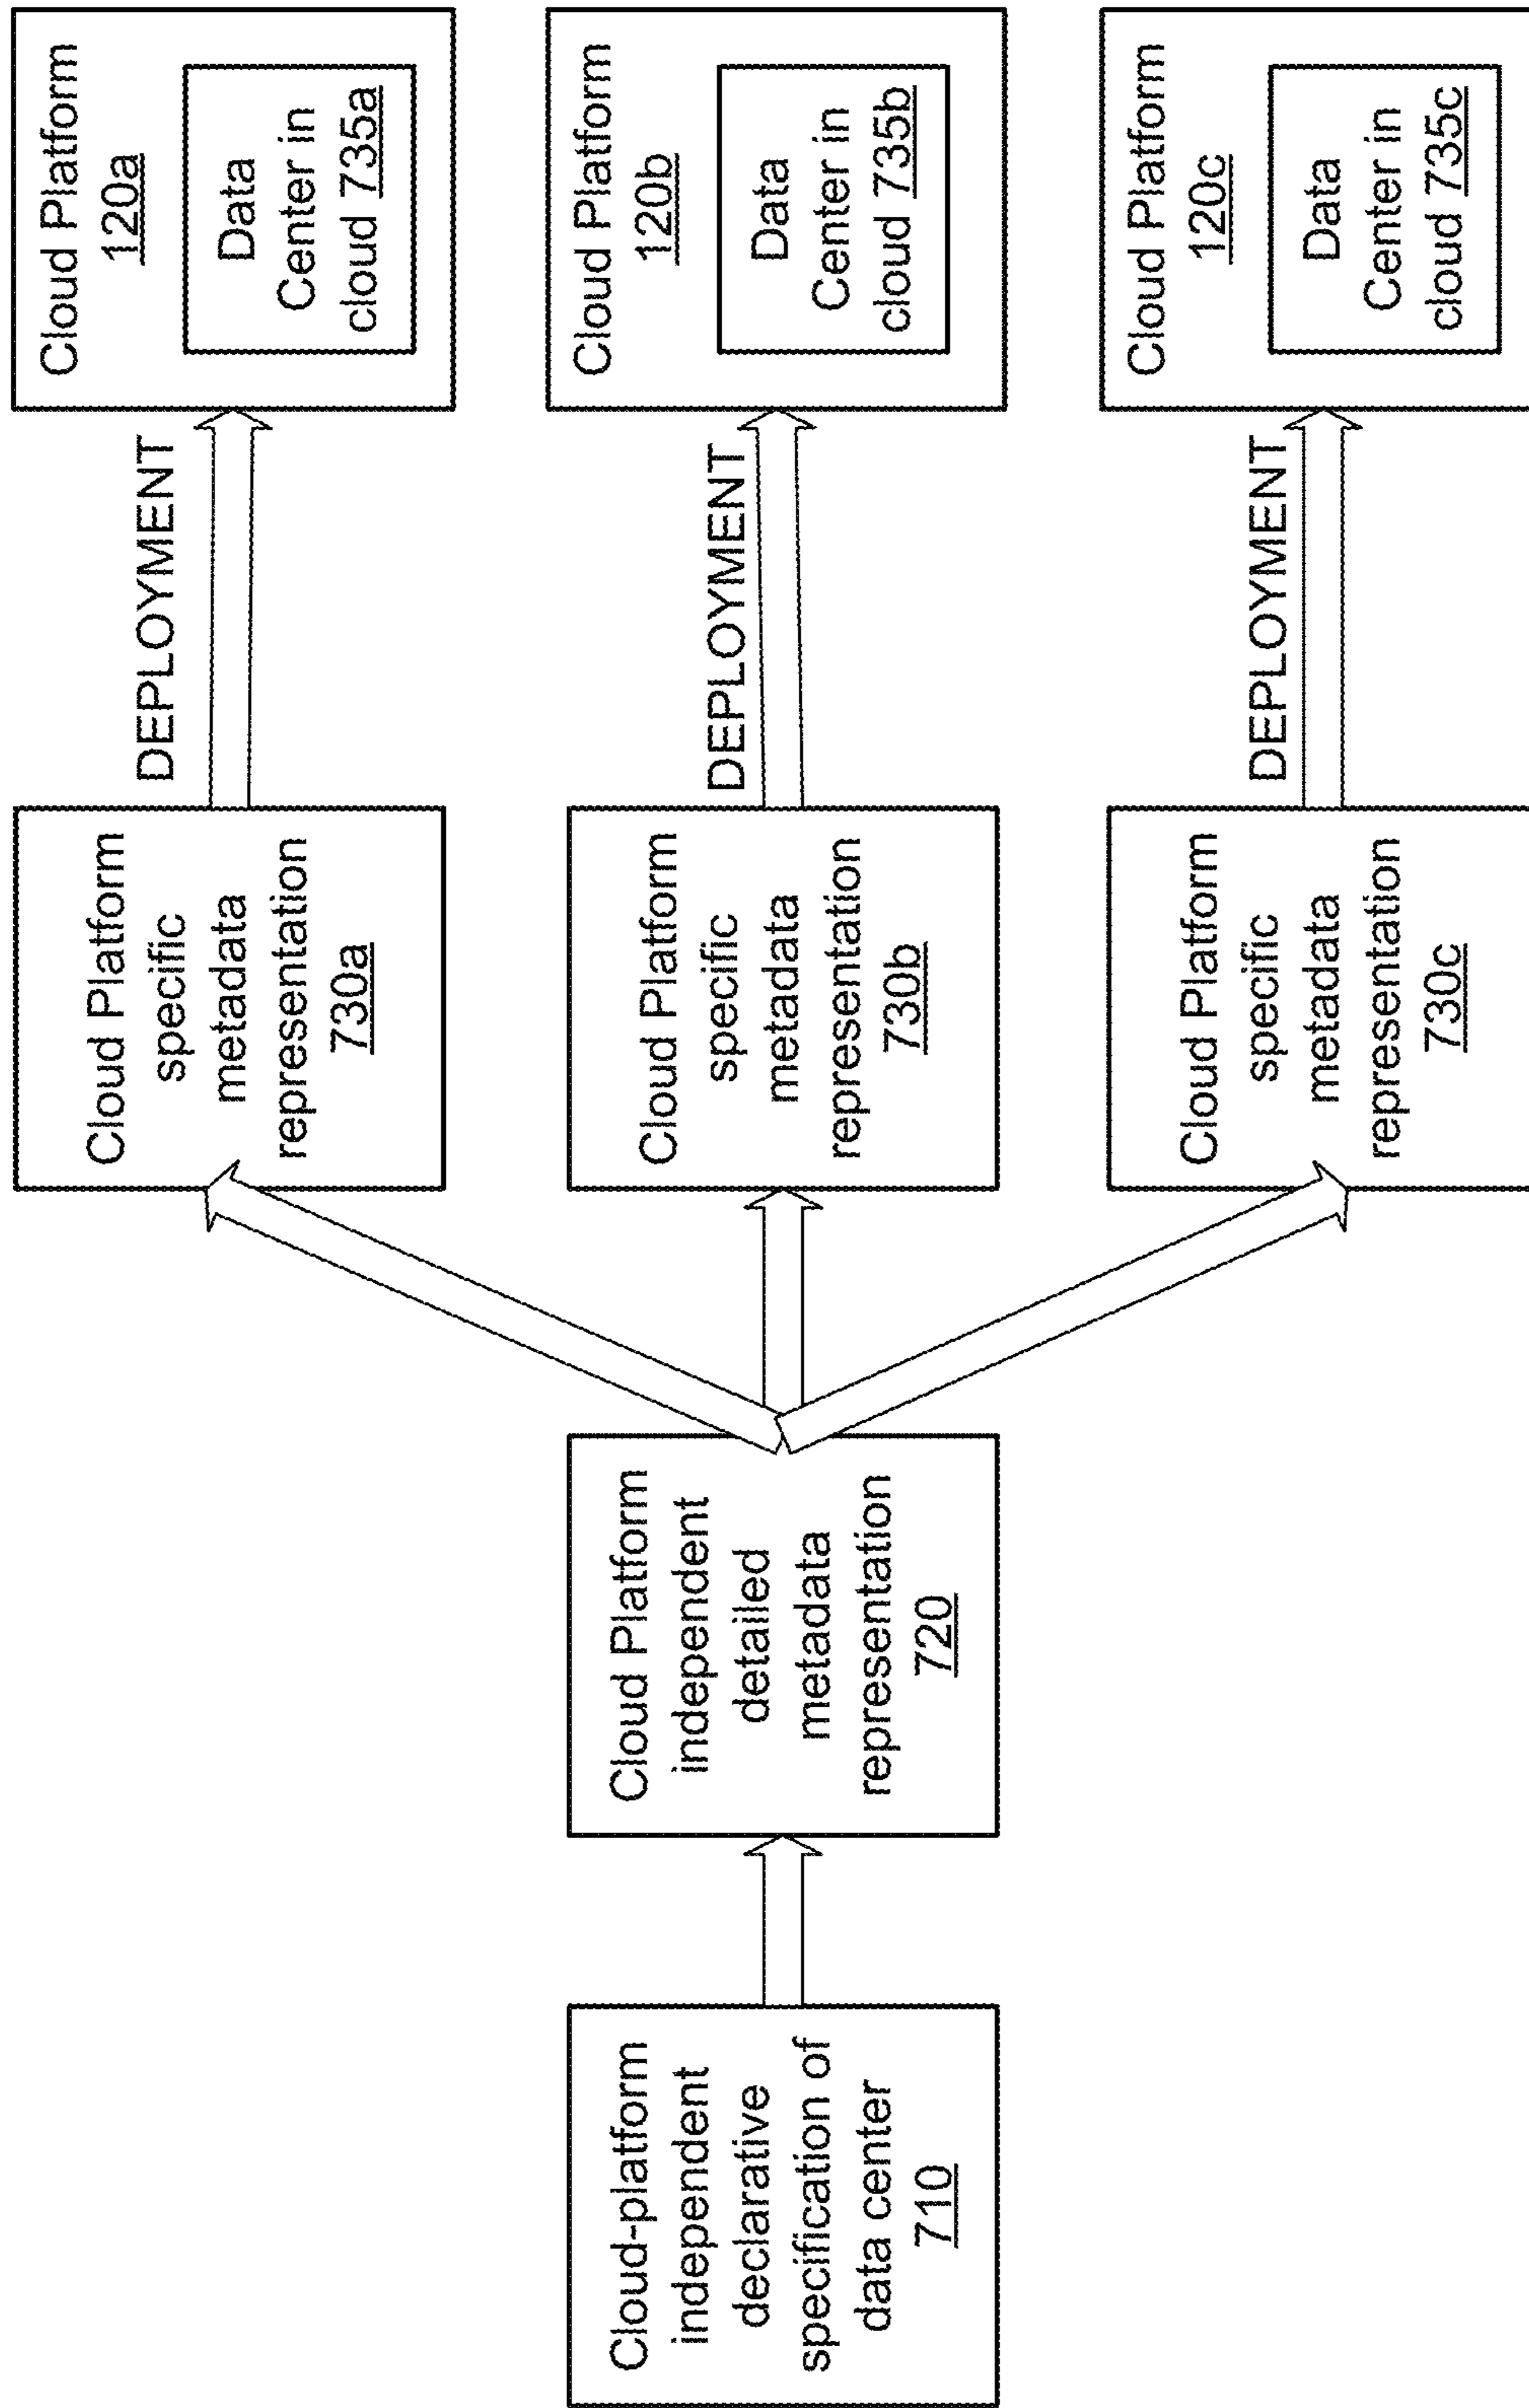 Cloud-platform
independent
declarative
specification of
data center
710
Cloud Platform
independent
detailed
metadata
representation
720
Cloud Platform
specific
metadata
representation
730a
DEPLOYMENT
Cloud Platform
120a
Data
Center in
cloud 735a
Cloud Platform
specific
metadata
representation
730b
DEPLOYMENT
Cloud Platform
120b
Data
Center in
cloud 735b
Cloud Platform
specific
metadata
representation
730c
DEPLOYMENT
Cloud Platform
120c
Data
Center in
cloud 735c